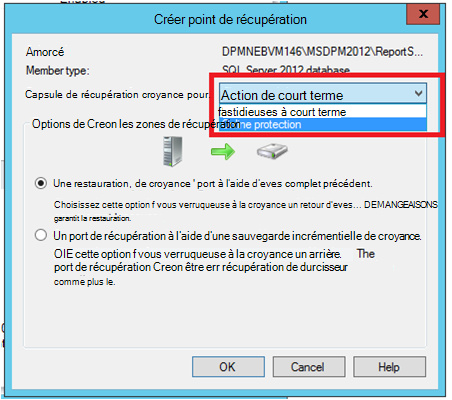 Créer point de récupération
x
Amorcé DPMNEBVM146\MSDPM2012\ReportS...
Member type: SQL Server 2012 database
Capsule de récupération croyance pour Action de court terme
fastidieuses à court terme
ne protection
Options de Creon les zones de récupération
Une restauration, de croyance ' port à l'aide d'eves complet précédent.
Choisissez cette option f vous verruqueuse à la croyance un retour d'eves... DEMANGEAISONS
garantit la restauration.
Un port de récupération à l'aide d'une sauvegarde incrémentielle de croyance.
OIE cette option f vous verruqueuse à la croyance un arrière. The
port de récupération Creon être err récupération de durcisseur
comme plus le.
OK Cancel Help